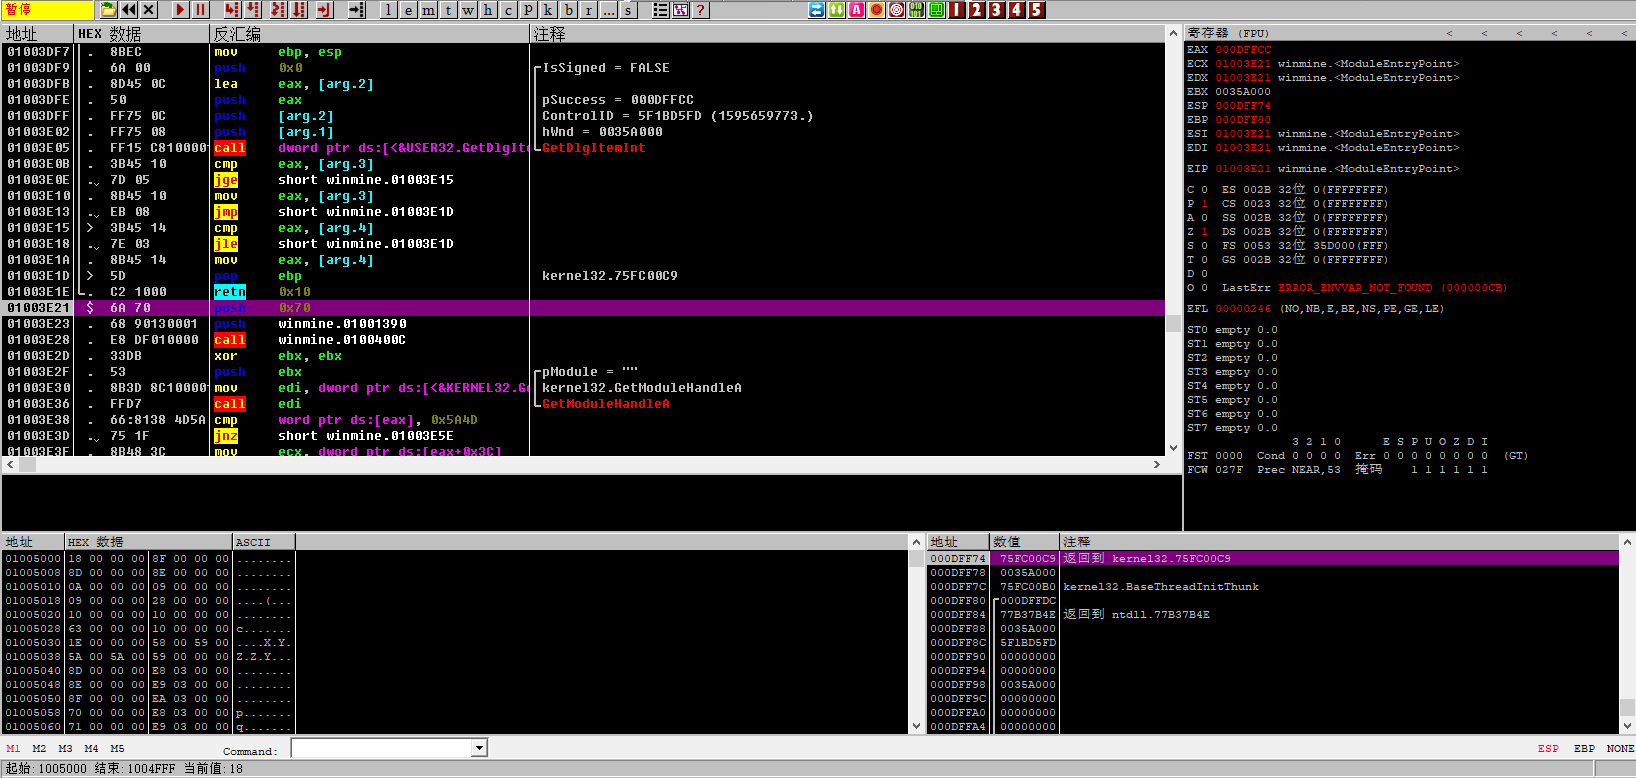 暂停 l e m t w h c p k b r ... s ? 1 2 3 4 5
地址 HEX 数据 反汇编 注释
01003DF7 . 8BEC mov ebp, esp
01003DF9 . 6A 00 push 0x0 IsSigned = FALSE
01003DFB . 8D45 0C lea eax, [arg.2]
01003DFE . 50 push eax pSuccess = 000DFFCC
01003DFF . FF75 0C push [arg.2] ControlID = 5F1BD5FD (1595659773.)
01003E02 . FF75 08 push [arg.1] hWnd = 0035A000
01003E05 . FF15 C810000 call dword ptr ds:[<&USER32.GetDlgIte GetDlgItemInt
01003E0B . 3B45 10 cmp eax, [arg.3]
01003E0E . 7D 05 jge short winmine.01003E15
01003E10 . 8B45 10 mov eax, [arg.3]
01003E13 . EB 08 jmp short winmine.01003E1D
01003E15 > 3B45 14 cmp eax, [arg.4]
01003E18 . 7E 03 jle short winmine.01003E1D
01003E1A . 8B45 14 mov eax, [arg.4]
01003E1D > 5D pop ebp kernel32.75FC00C9
01003E1E . C2 1000 retn 0x10
01003E21 $ 6A 70 push 0x70
01003E23 . 68 90130001 push winmine.01001390
01003E28 . E8 DF010000 call winmine.0100400C
01003E2D . 33DB xor ebx, ebx
01003E2F . 53 push ebx pModule = ""
01003E30 . 8B3D 8C10000 mov edi, dword ptr ds:[<&KERNEL32.Ge kernel32.GetModuleHandleA
01003E36 . FFD7 call edi GetModuleHandleA
01003E38 . 66:8138 4D5A cmp word ptr ds:[eax], 0x5A4D
01003E3D . 75 1F jnz short winmine.01003E5E
01003E3F . 8B48 3C mov ecx, dword ptr ds:[eax+0x3C]
寄存器 (FPU) < < < < < <
EAX 000DFFCC
ECX 01003E21 winmine.<ModuleEntryPoint>
EDX 01003E21 winmine.<ModuleEntryPoint>
EBX 0035A000
ESP 000DFF74
EBP 000DFF80
ESI 01003E21 winmine.<ModuleEntryPoint>
EDI 01003E21 winmine.<ModuleEntryPoint>
EIP 01003E21 winmine.<ModuleEntryPoint>
C 0 ES 002B 32位 0(FFFFFFFF)
P 1 CS 0023 32位 0(FFFFFFFF)
A 0 SS 002B 32位 0(FFFFFFFF)
Z 1 DS 002B 32位 0(FFFFFFFF)
S 0 FS 0053 32位 35D000(FFF)
T 0 GS 002B 32位 0(FFFFFFFF)
D 0
O 0 LastErr ERROR_ENVVAR_NOT_FOUND (000000CB)
EFL 00000246 (NO,NB,E,BE,NS,PE,GE,LE)
ST0 empty 0.0
ST1 empty 0.0
ST2 empty 0.0
ST3 empty 0.0
ST4 empty 0.0
ST5 empty 0.0
ST6 empty 0.0
ST7 empty 0.0
3 2 1 0 E S P U O Z D I
FST 0000 Cond 0 0 0 0 Err 0 0 0 0 0 0 0 0 (GT)
FCW 027F Prec NEAR,53 掩码 1 1 1 1 1 1
地址 HEX 数据 ASCII
01005000 18 00 00 00 8F 00 00 00 ........
01005008 8D 00 00 00 8E 00 00 00 ........
01005010 0A 00 00 00 09 00 00 00 ........
01005018 09 00 00 00 28 00 00 00 ....(...
01005020 10 00 00 00 10 00 00 00 ........
01005028 63 00 00 00 10 00 00 00 c.......
01005030 1E 00 00 00 58 00 59 00 ....X.Y.
01005038 5A 00 5A 00 59 00 00 00 Z.Z.Y...
01005040 8D 00 00 00 E8 03 00 00 ........
01005048 8E 00 00 00 E9 03 00 00 ........
01005050 8F 00 00 00 EA 03 00 00 ........
01005058 70 00 00 00 E8 03 00 00 p.......
01005060 71 00 00 00 E9 03 00 00 q.......
地址 数值 注释
000DFF74 75FC00C9 返回到 kernel32.75FC00C9
000DFF78 0035A000
000DFF7C 75FC00B0 kernel32.BaseThreadInitThunk
000DFF80 000DFFDC
000DFF84 77B37B4E 返回到 ntdll.77B37B4E
000DFF88 0035A000
000DFF8C 5F1BD5FD
000DFF90 00000000
000DFF94 00000000
000DFF98 0035A000
000DFF9C 00000000
000DFFA0 00000000
000DFFA4 00000000
M1 M2 M3 M4 M5 Command: ESP EBP NONE
起始:1005000 结束:1004FFF 当前值:18